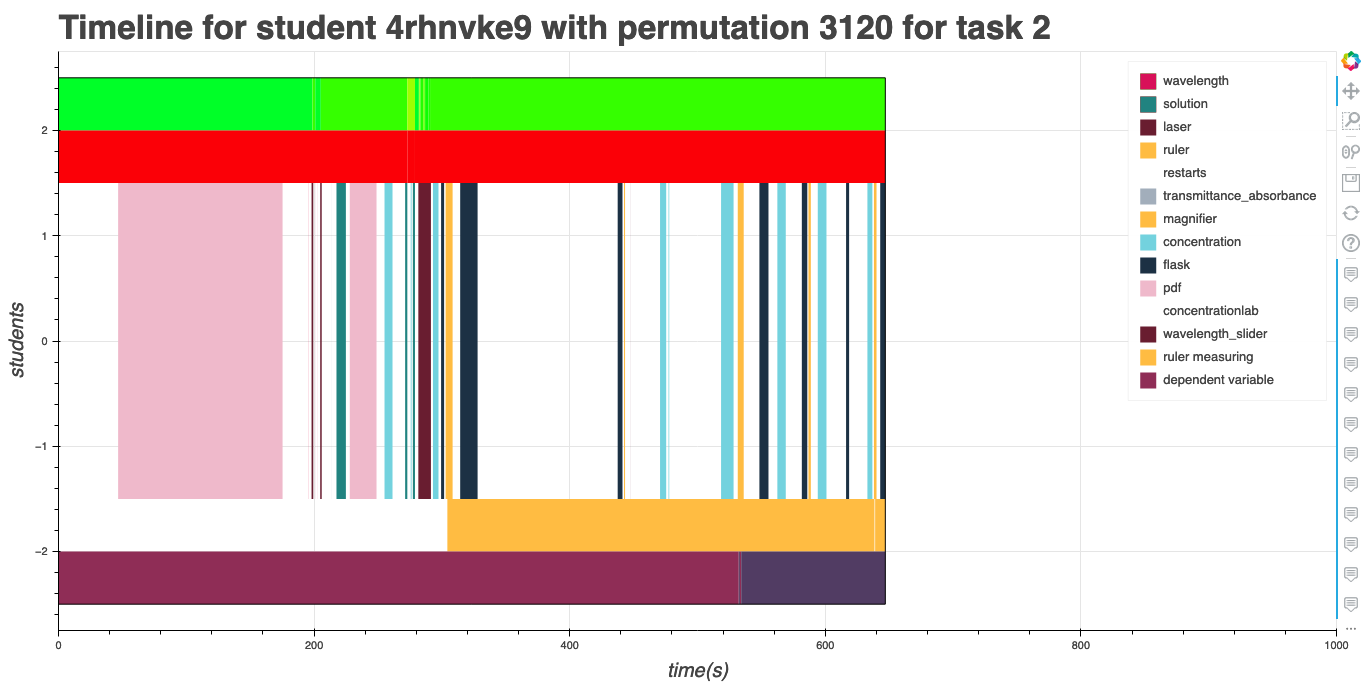 Timeline for student 4rhnvke9 with permutation 3120 for task 2
wavelength
solution
laser
ruler
restarts
transmittance_absorbance
magnifier
concentration
flask
pdf
concentrationlab
wavelength_slider
ruler measuring
dependent variable
students
2
1
0
−1
−2
0 200 400 600 800 1000
time(s)